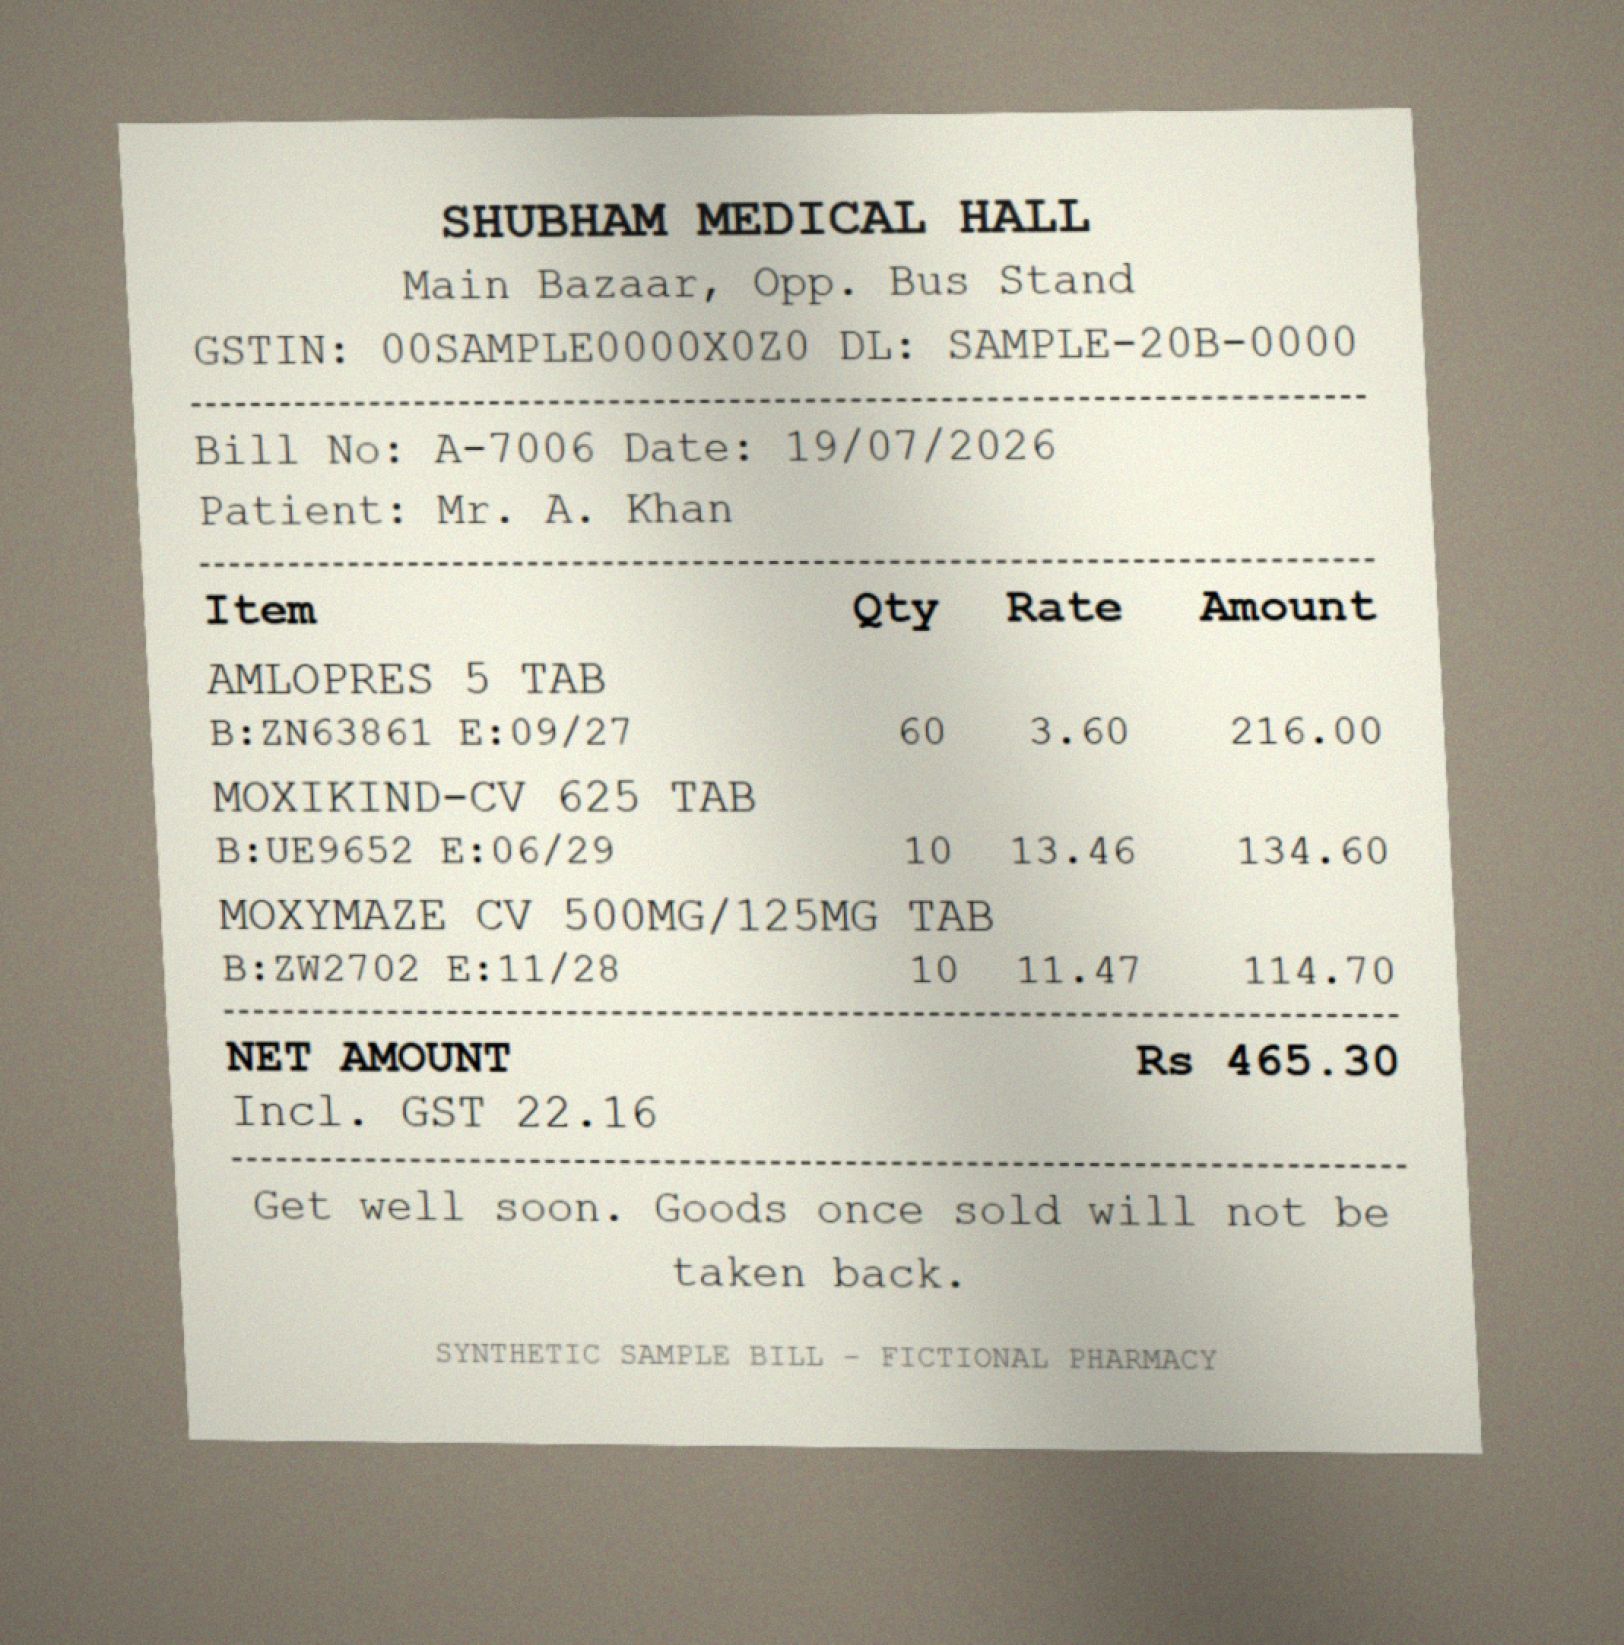 SHUBHAM MEDICAL HALL
Main Bazaar, Opp. Bus Stand
GSTIN: 00SAMPLE0000X0Z0 DL: SAMPLE-20B-0000
Bill No: A-7006 Date: 19/07/2026
Patient: Mr. A. Khan
Item Qty Rate Amount
AMLOPRES 5 TAB
B:ZN63861 E:09/27 60 3.60 216.00
MOXIKIND-CV 625 TAB
B:UE9652 E:06/29 10 13.46 134.60
MOXYMAZE CV 500MG/125MG TAB
B:ZW2702 E:11/28 10 11.47 114.70
NET AMOUNT Rs 465.30
Incl. GST 22.16
Get well soon. Goods once sold will not be
taken back.
SYNTHETIC SAMPLE BILL - FICTIONAL PHARMACY